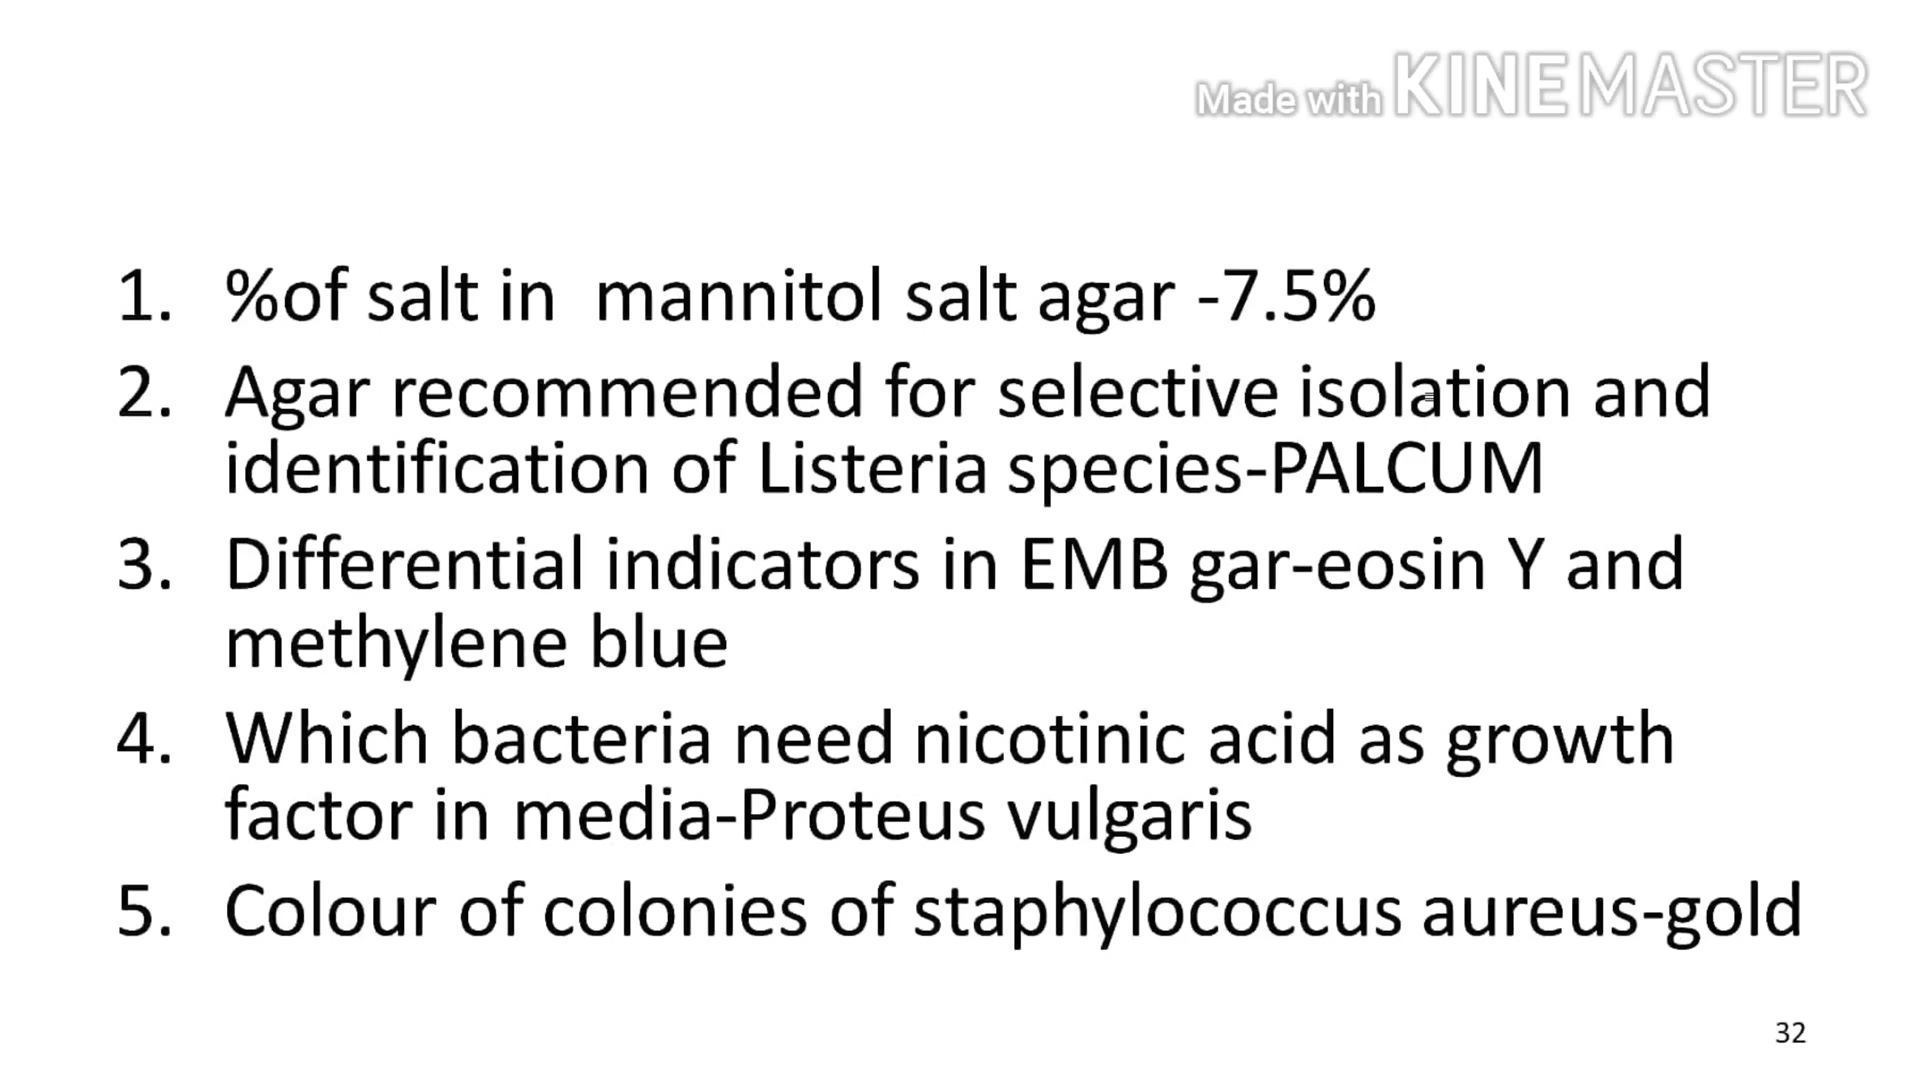 Made with KINEMASTER
1. %of salt in mannitol salt agar -7.5%
2. Agar recommended for selective isolation and
identification of Listeria species-PALCUM
3. Differential indicators in EMB gar-eosin Y and
methylene blue
4. Which bacteria need nicotinic acid as growth
factor in media-Proteus vulgaris
5. Colour of colonies of staphylococcus aureus-gold
32